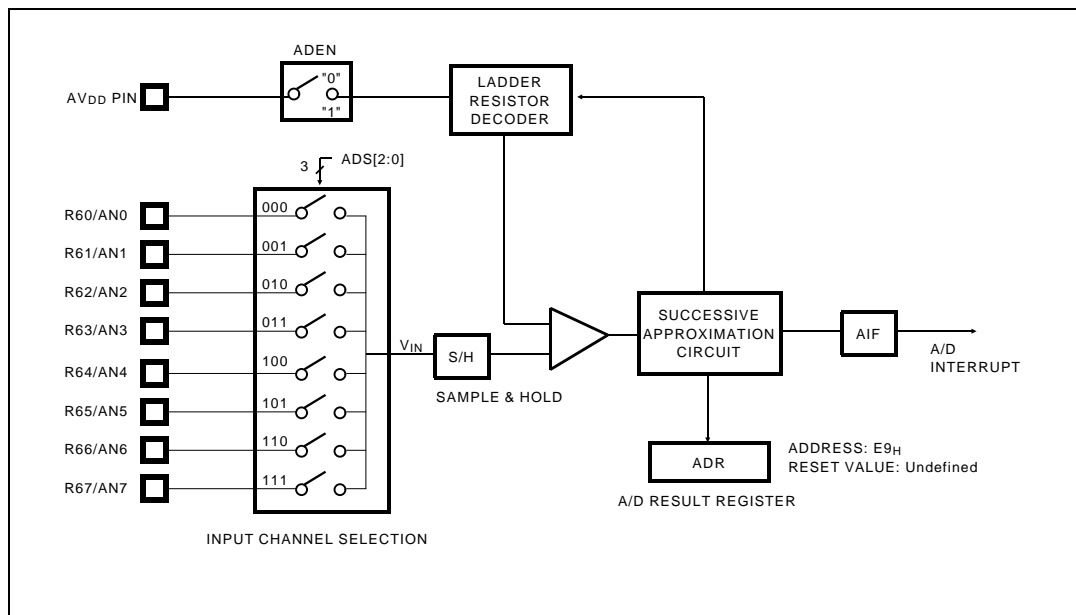 ADEN
AVDD PIN
"0"
"1"
LADDER
RESISTOR
DECODER
3
ADS[2:0]
R60/AN0
000
R61/AN1
001
R62/AN2
010
R63/AN3
011
R64/AN4
100
R65/AN5
101
R66/AN6
110
R67/AN7
111
INPUT CHANNEL SELECTION
VIN
S/H
SAMPLE & HOLD
SUCCESSIVE
APPROXIMATION
CIRCUIT
AIF
A/D
INTERRUPT
ADR
ADDRESS: E9H
RESET VALUE: Undefined
A/D RESULT REGISTER